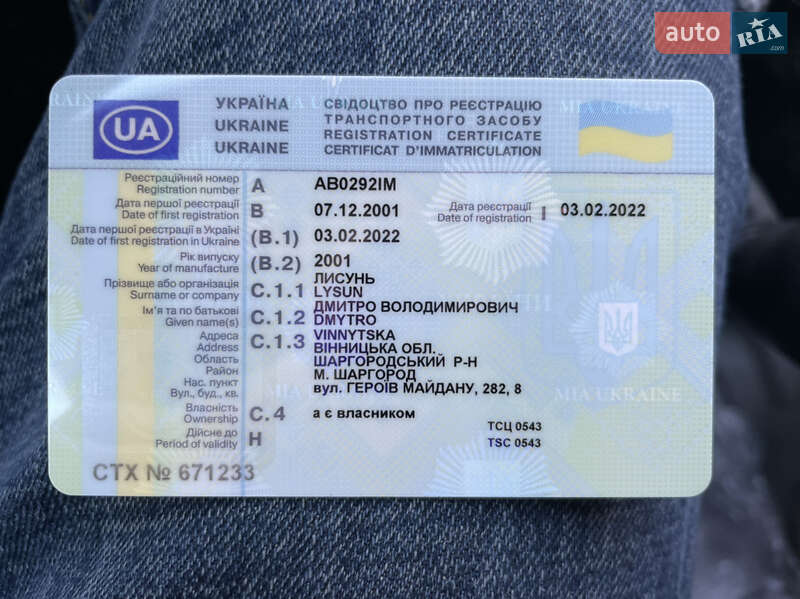 auto RIA .com
УКРАЇНА СВІДОЦТВО ПРО РЕЄСТРАЦІЮ
UKRAINE ТРАНСПОРТНОГО ЗАСОБУ
UKRAINE REGISTRATION CERTIFICATE
CERTIFICAT D'IMMATRICULATION
UA
MIA UKRAINE
Реєстраційний номер
Registration number A AB0292IM
Дата першої реєстрації
Date of first registration B 07.12.2001
Дата реєстрації
Date of registration I 03.02.2022
Дата першої реєстрації в Україні
Date of first registration in Ukraine (B.1) 03.02.2022
Рік випуску
Year of manufacture (B.2) 2001
Прізвище або організація
Surname or company C.1.1 ЛИСУНЬ
LYSUN
Ім'я та по батькові
Given name(s) C.1.2 ДМИТРО ВОЛОДИМИРОВИЧ
DMYTRO
Адреса
Address C.1.3 VINNYTSKA
Область ВІННИЦЬКА ОБЛ.
Район ШАРГОРОДСЬКИЙ Р-Н
Нас. пункт М. ШАРГОРОД
Вул., буд., кв. вул. ГЕРОЇВ МАЙДАНУ, 282, 8
MIA UKRAINE
Власність
Ownership C.4 а є власником
Дійсне до
Period of validity H
ТСЦ 0543
TSC 0543
СТХ № 671233